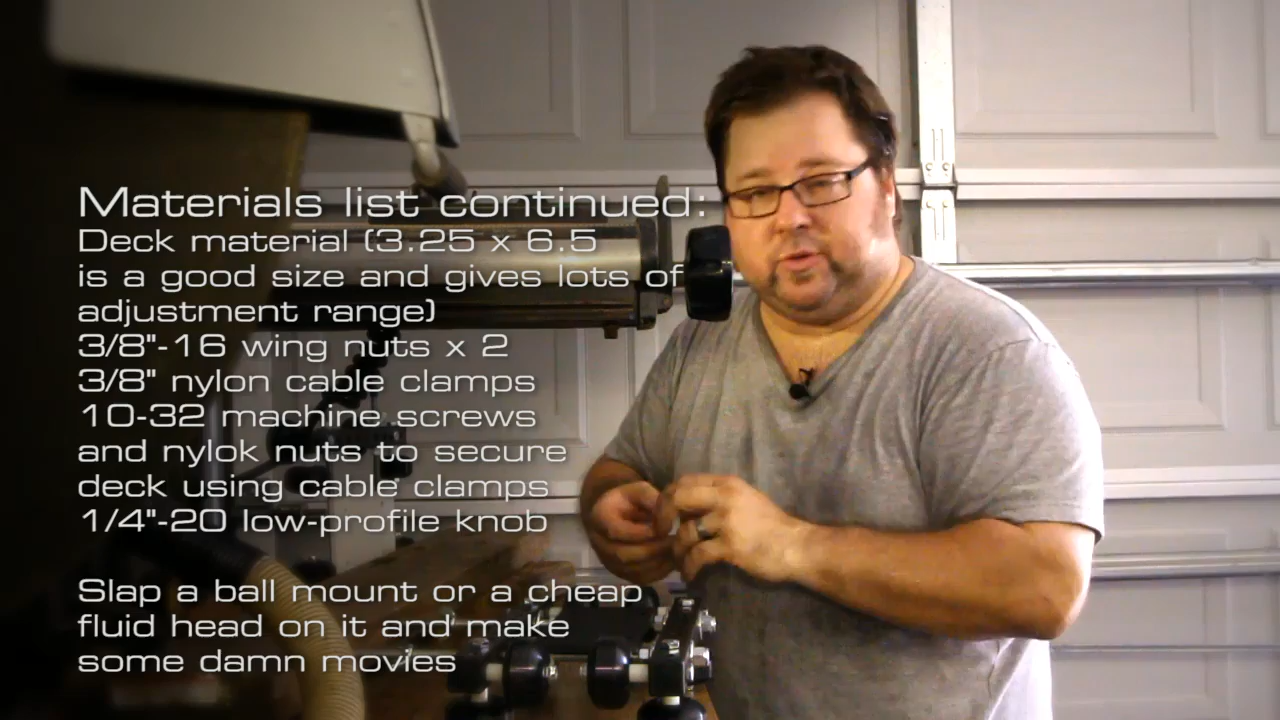 Materials list continued:
Deck material (3.25 x 6.5
is a good size and gives lots of
adjustment range)
3/8"-16 wing nuts x 2
3/8" nylon cable clamps
10-32 machine screws
and nylok nuts to secure
deck using cable clamps
1/4"-20 low-profile knob
Slap a ball mount or a cheap
fluid head on it and make
some damn movies